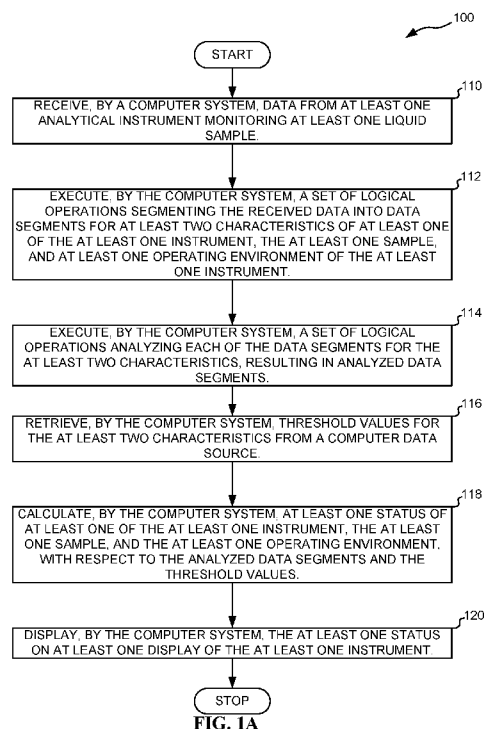 100
START
110
RECEIVE, BY A COMPUTER SYSTEM, DATA FROM AT LEAST ONE
ANALYTICAL INSTRUMENT MONITORING AT LEAST ONE LIQUID
SAMPLE.
112
EXECUTE, BY THE COMPUTER SYSTEM, A SET OF LOGICAL
OPERATIONS SEGMENTING THE RECEIVED DATA INTO DATA
SEGMENTS FOR AT LEAST TWO CHARACTERISTICS OF AT LEAST ONE
OF THE AT LEAST ONE INSTRUMENT, THE AT LEAST ONE SAMPLE,
AND AT LEAST ONE OPERATING ENVIRONMENT OF THE AT LEAST
ONE INSTRUMENT.
114
EXECUTE, BY THE COMPUTER SYSTEM, A SET OF LOGICAL
OPERATIONS ANALYZING EACH OF THE DATA SEGMENTS FOR THE
AT LEAST TWO CHARACTERISTICS, RESULTING IN ANALYZED DATA
SEGMENTS.
116
RETRIEVE, BY THE COMPUTER SYSTEM, THRESHOLD VALUES FOR
THE AT LEAST TWO CHARACTERISTICS FROM A COMPUTER DATA
SOURCE.
118
CALCULATE, BY THE COMPUTER SYSTEM, AT LEAST ONE STATUS OF
AT LEAST ONE OF THE AT LEAST ONE INSTRUMENT, THE AT LEAST
ONE SAMPLE, AND THE AT LEAST ONE OPERATING ENVIRONMENT,
WITH RESPECT TO THE ANALYZED DATA SEGMENTS AND THE
THRESHOLD VALUES.
120
DISPLAY, BY THE COMPUTER SYSTEM, THE AT LEAST ONE STATUS
ON AT LEAST ONE DISPLAY OF THE AT LEAST ONE INSTRUMENT.
STOP
FIG. 1A